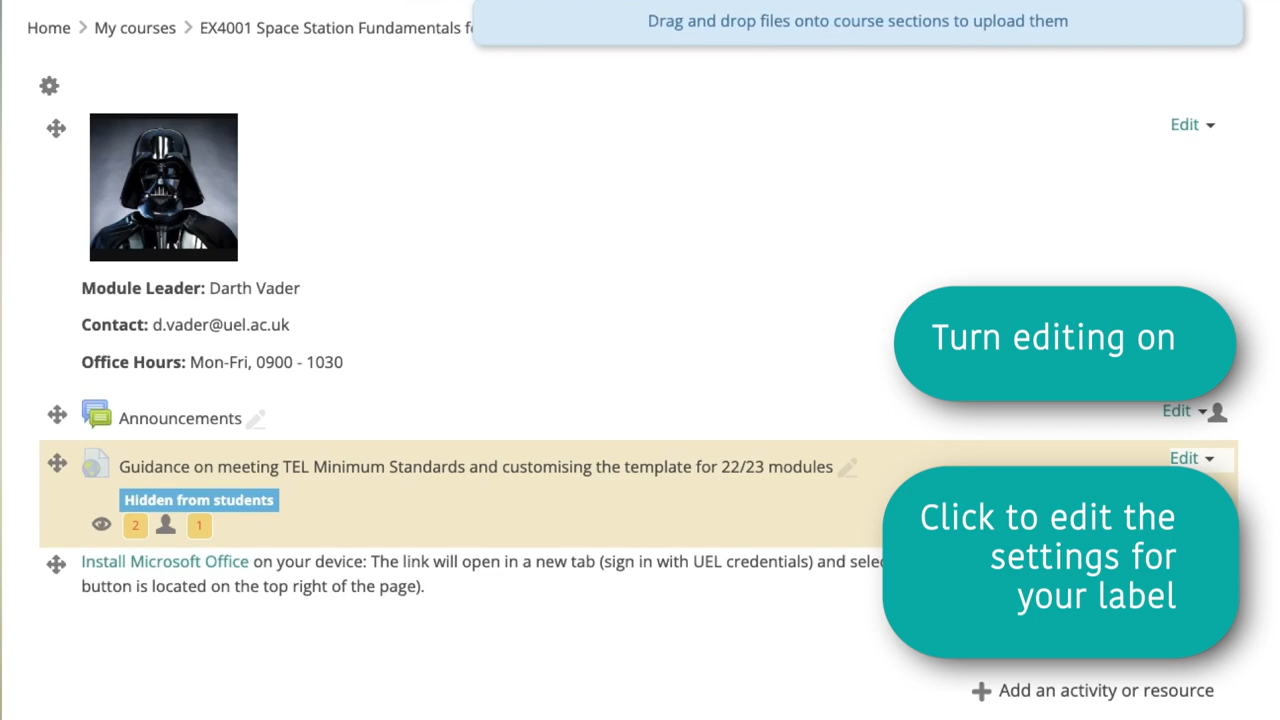 Drag and drop files onto course sections to upload them
Home > My courses > EX4001 Space Station Fundamentals
Edit
Module Leader: Darth Vader
Contact: d.vader@uel.ac.uk
Office Hours: Mon-Fri, 0900 - 1030
Turn editing on
Announcements
Edit
Guidance on meeting TEL Minimum Standards and customising the template for 22/23 modules
Edit
Hidden from students
2 1
Click to edit the
settings for
your label
Install Microsoft Office on your device: The link will open in a new tab (sign in with UEL credentials) and
button is located on the top right of the page).
Add an activity or resource